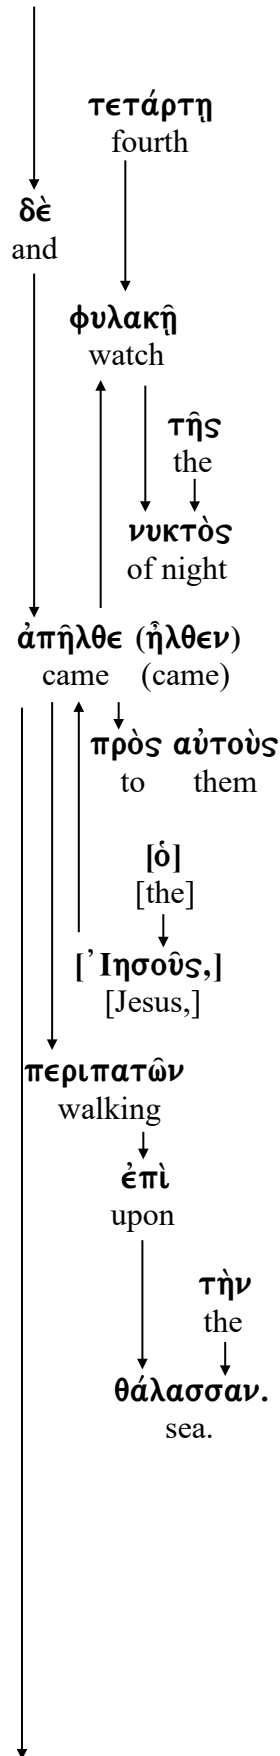 τετάρτῃ
fourth
δὲ
and
φυλακῇ
watch
τῆς
the
νυκτὸς
of night
ἀπῆλθε (ἦλθεν)
came (came)
πρὸς αὐτοὺς
to them
[ὁ]
[the]
[᾿Ιησοῦς,]
[Jesus,]
περιπατῶν
walking
ἐπὶ
upon
τὴν
the
θάλασσαν.
sea.